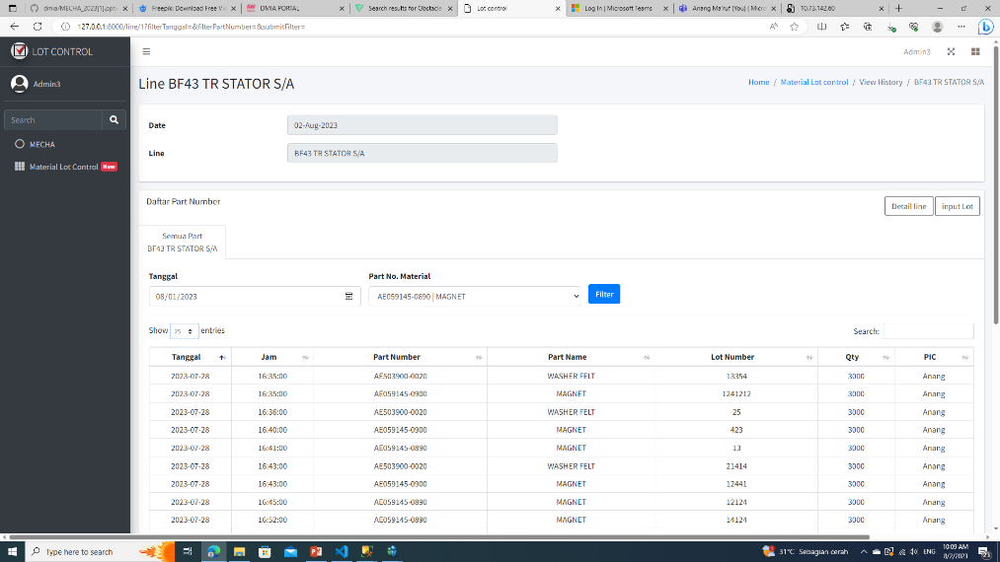 dmia/MECHA_2023[1].pptx
Freepik: Download Free Vi
DMIA PORTAL
Search results for Obstacle
Lot control
Log In | Microsoft Teams
Anang Ma'ruf (You) | Micro
10.73.142.60
127.0.0.1:8000/line/1?filterTanggal=&filterPartNumber=&submitFilter=
LOT CONTROL
Admin3
Admin3
Search
MECHA
Material Lot Control New
Line BF43 TR STATOR S/A
Home / Material Lot control / View History / BF43 TR STATOR S/A
Date 02-Aug-2023
Line BF43 TR STATOR S/A
Daftar Part Number
Detail line input Lot
Semua Part
BF43 TR STATOR S/A
Tanggal Part No. Material
08/01/2023 AE059145-0890 | MAGNET Filter
Show 25 entries Search:
Tanggal Jam Part Number Part Name Lot Number Qty PIC
2023-07-28 16:35:00 AE503900-0020 WASHER FELT 13354 3000 Anang
2023-07-28 16:35:00 AE059145-0900 MAGNET 1241212 3000 Anang
2023-07-28 16:36:00 AE503900-0020 WASHER FELT 25 3000 Anang
2023-07-28 16:40:00 AE059145-0900 MAGNET 423 3000 Anang
2023-07-28 16:41:00 AE059145-0890 MAGNET 13 3000 Anang
2023-07-28 16:43:00 AE503900-0020 WASHER FELT 21414 3000 Anang
2023-07-28 16:43:00 AE059145-0900 MAGNET 12441 3000 Anang
2023-07-28 16:45:00 AE059145-0890 MAGNET 12124 3000 Anang
2023-07-28 16:52:00 AE059145-0890 MAGNET 14124 3000 Anang
Type here to search
31°C Sebagian cerah
ENG
10:09 AM
8/2/2023
23